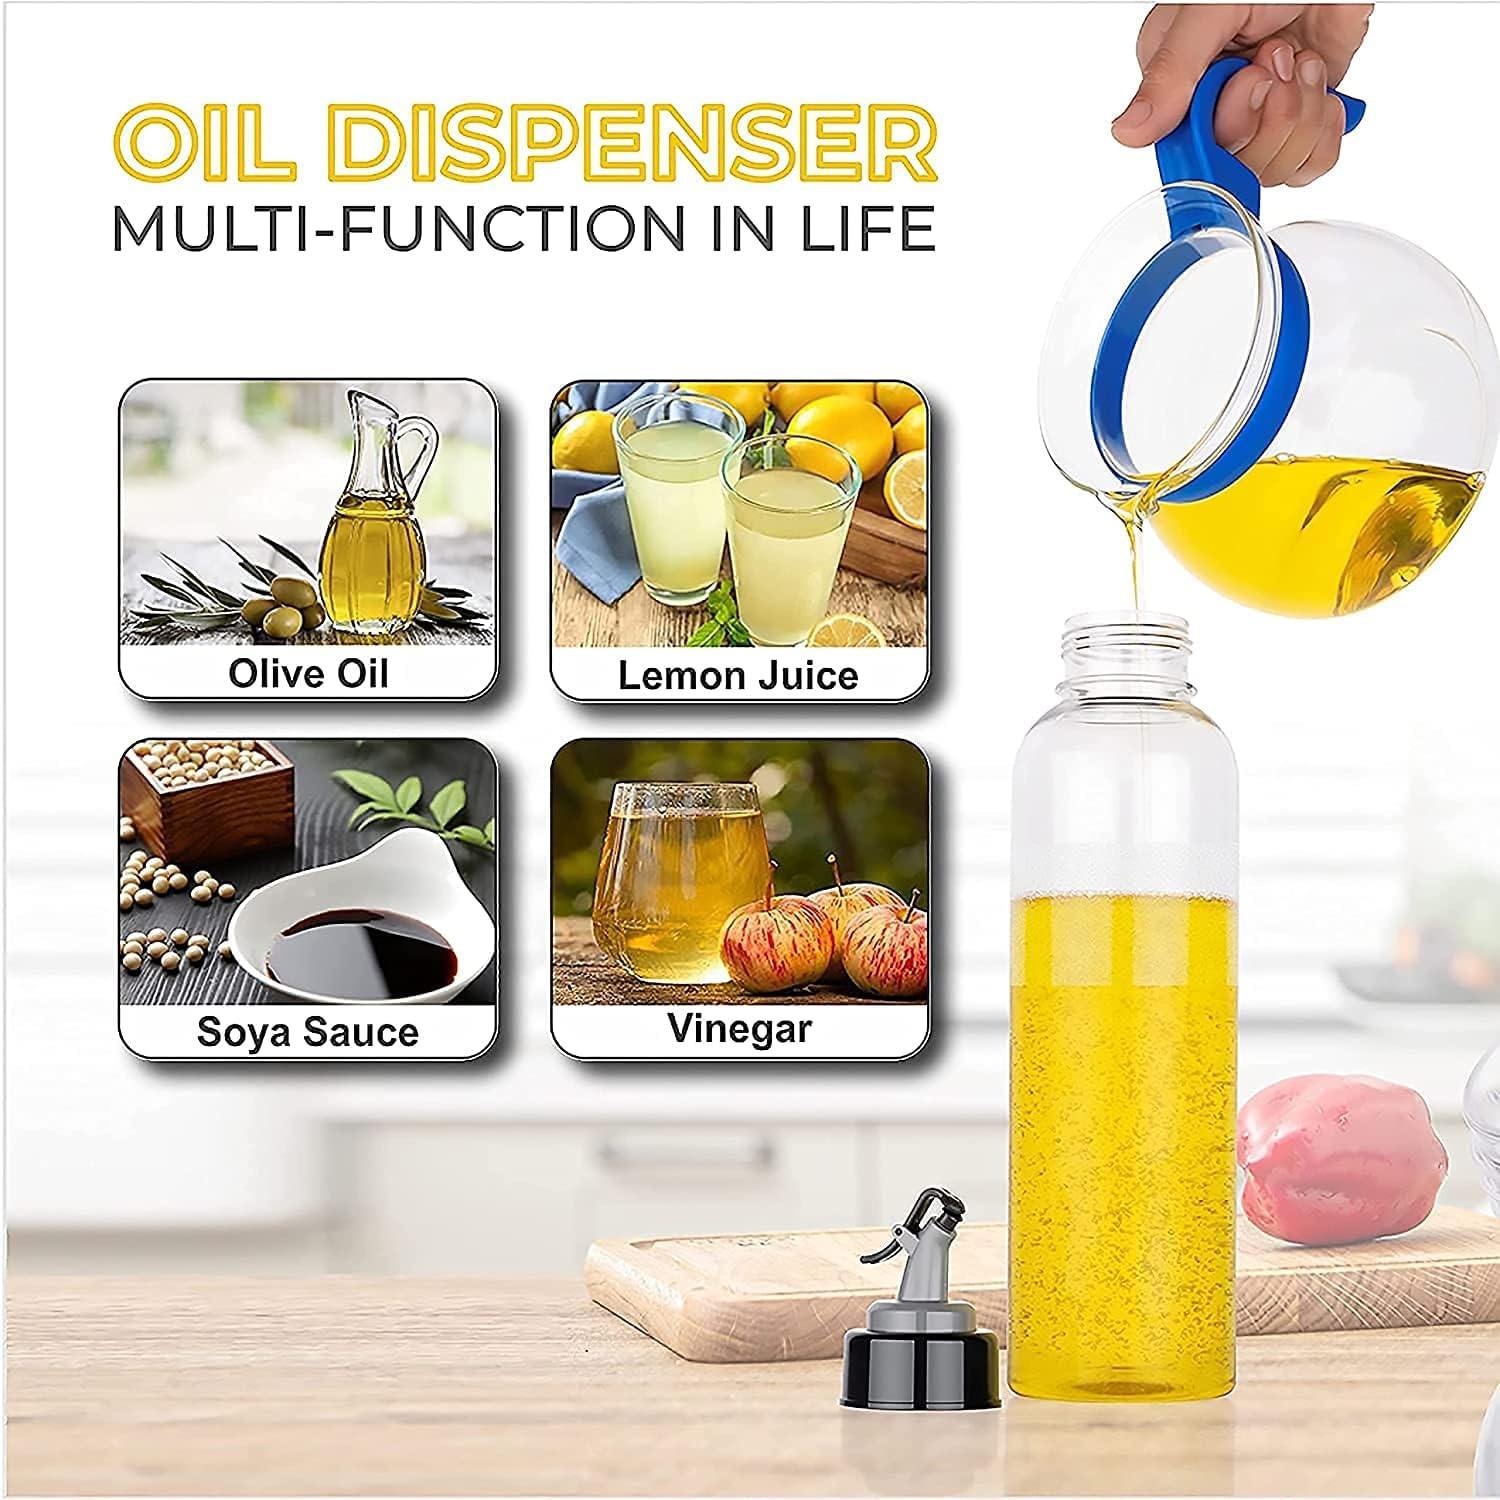 OIL DISPENSER
MULTI-FUNCTION IN LIFE
Olive Oil
Lemon Juice
Soya Sauce
Vinegar